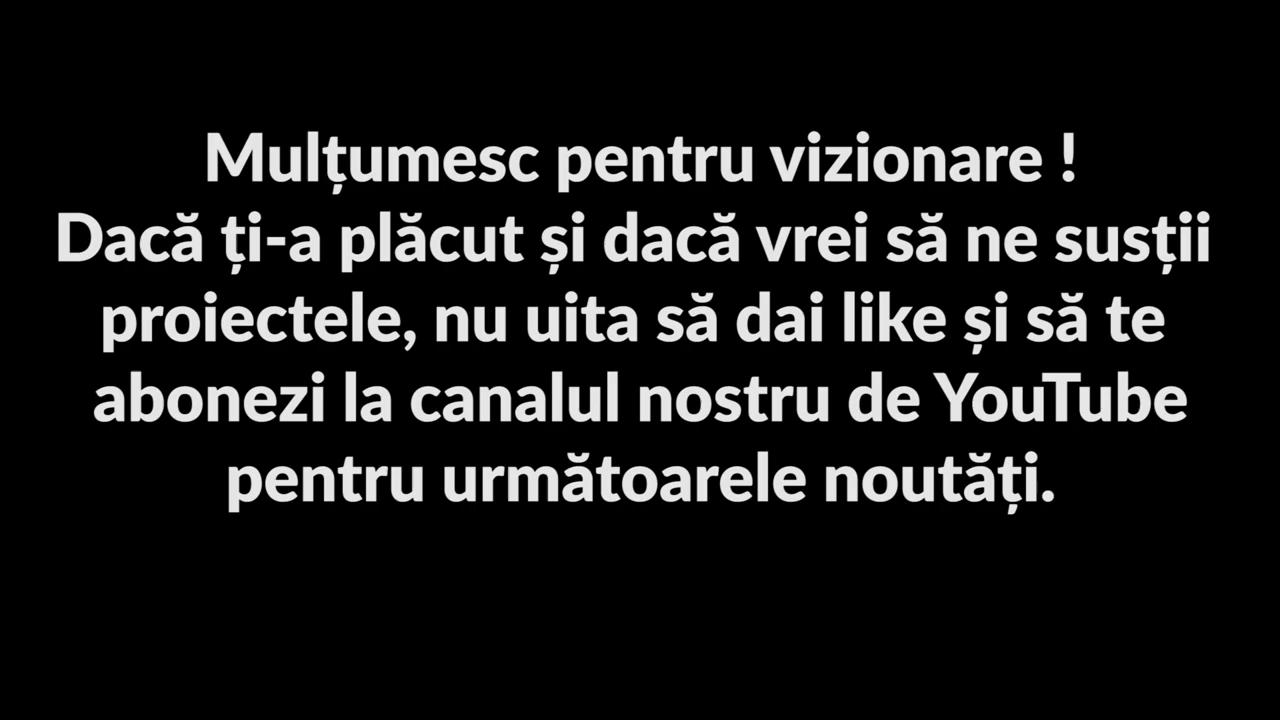 Mulțumesc pentru vizionare !
Dacă ți-a plăcut și dacă vrei să ne susții
proiectele, nu uita să dai like și să te
abonezi la canalul nostru de YouTube
pentru următoarele noutăți.